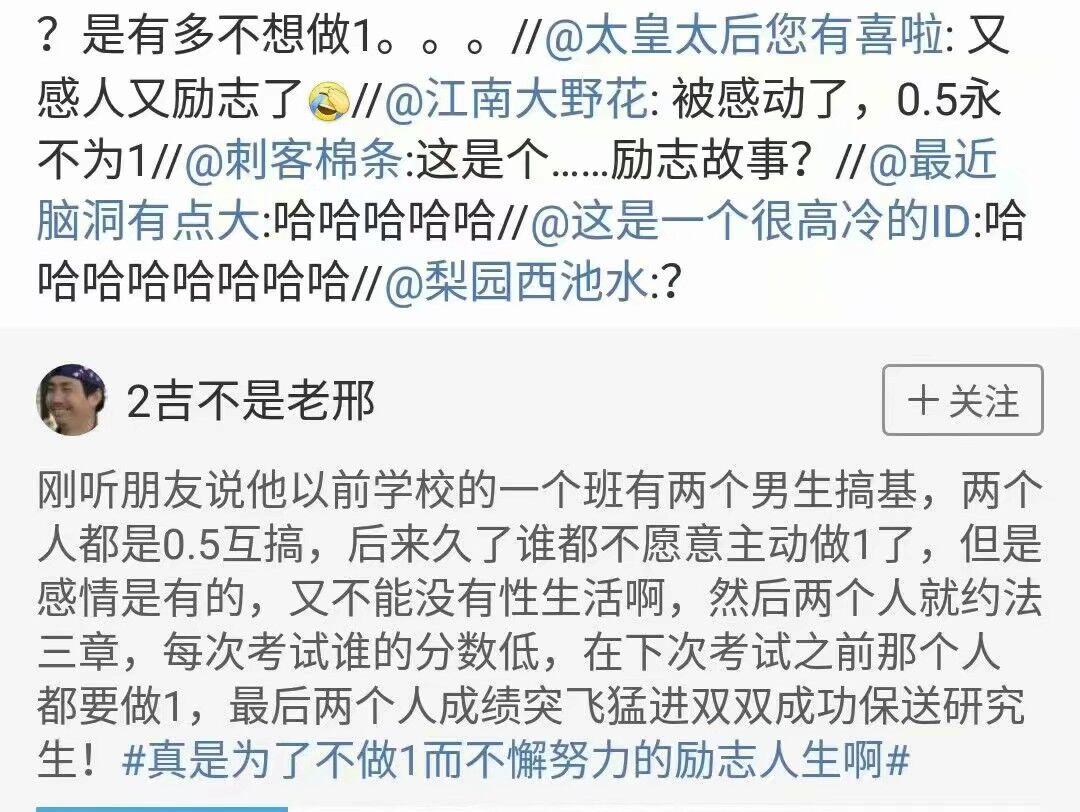 ？是有多不想做1。。。//@太皇太后您有喜啦: 又
感人又励志了🤣//@江南大野花: 被感动了，0.5永
不为1//@刺客棉条:这是个……励志故事？//@最近
脑洞有点大:哈哈哈哈哈//@这是一个很高冷的ID:哈
哈哈哈哈哈哈哈//@梨园西池水:？
2吉不是老邢
＋关注
刚听朋友说他以前学校的一个班有两个男生搞基，两个
人都是0.5互搞，后来久了谁都不愿意主动做1了，但是
感情是有的，又不能没有性生活啊，然后两个人就约法
三章，每次考试谁的分数低，在下次考试之前那个人
都要做1，最后两个人成绩突飞猛进双双成功保送研究
生！#真是为了不做1而不懈努力的励志人生啊#